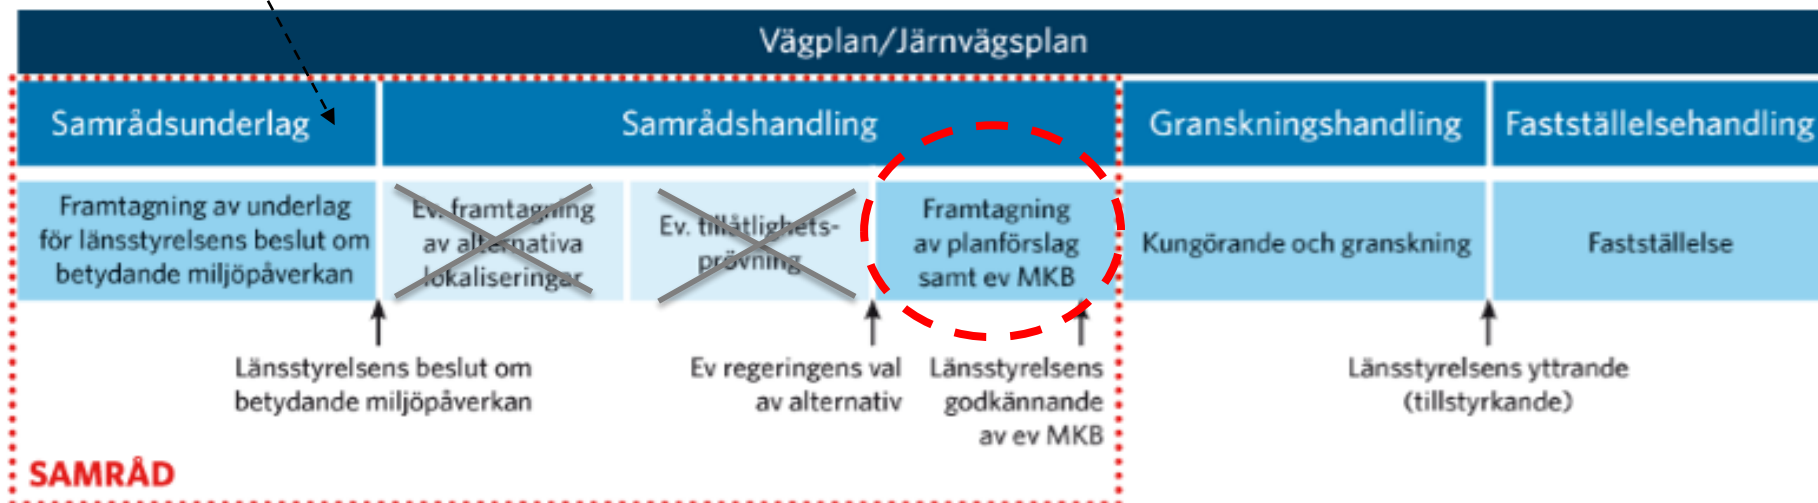 Vägplan/Järnvägsplan
Samrådsunderlag
Samrådshandling
Granskningshandling
Fastställelsehandling
Framtagning av underlag
för länsstyrelsens beslut om
betydande miljöpåverkan
Ev. framtagning
av alternativa
lokaliseringar
Ev. tillåtlighets-
prövning
Framtagning
av planförslag
samt ev MKB
Kungörande och granskning
Fastställelse
Länsstyrelsens beslut om
betydande miljöpåverkan
Ev regeringens val
av alternativ
Länsstyrelsens
godkännande
av ev MKB
Länsstyrelsens yttrande
(tillstyrkande)
SAMRÅD